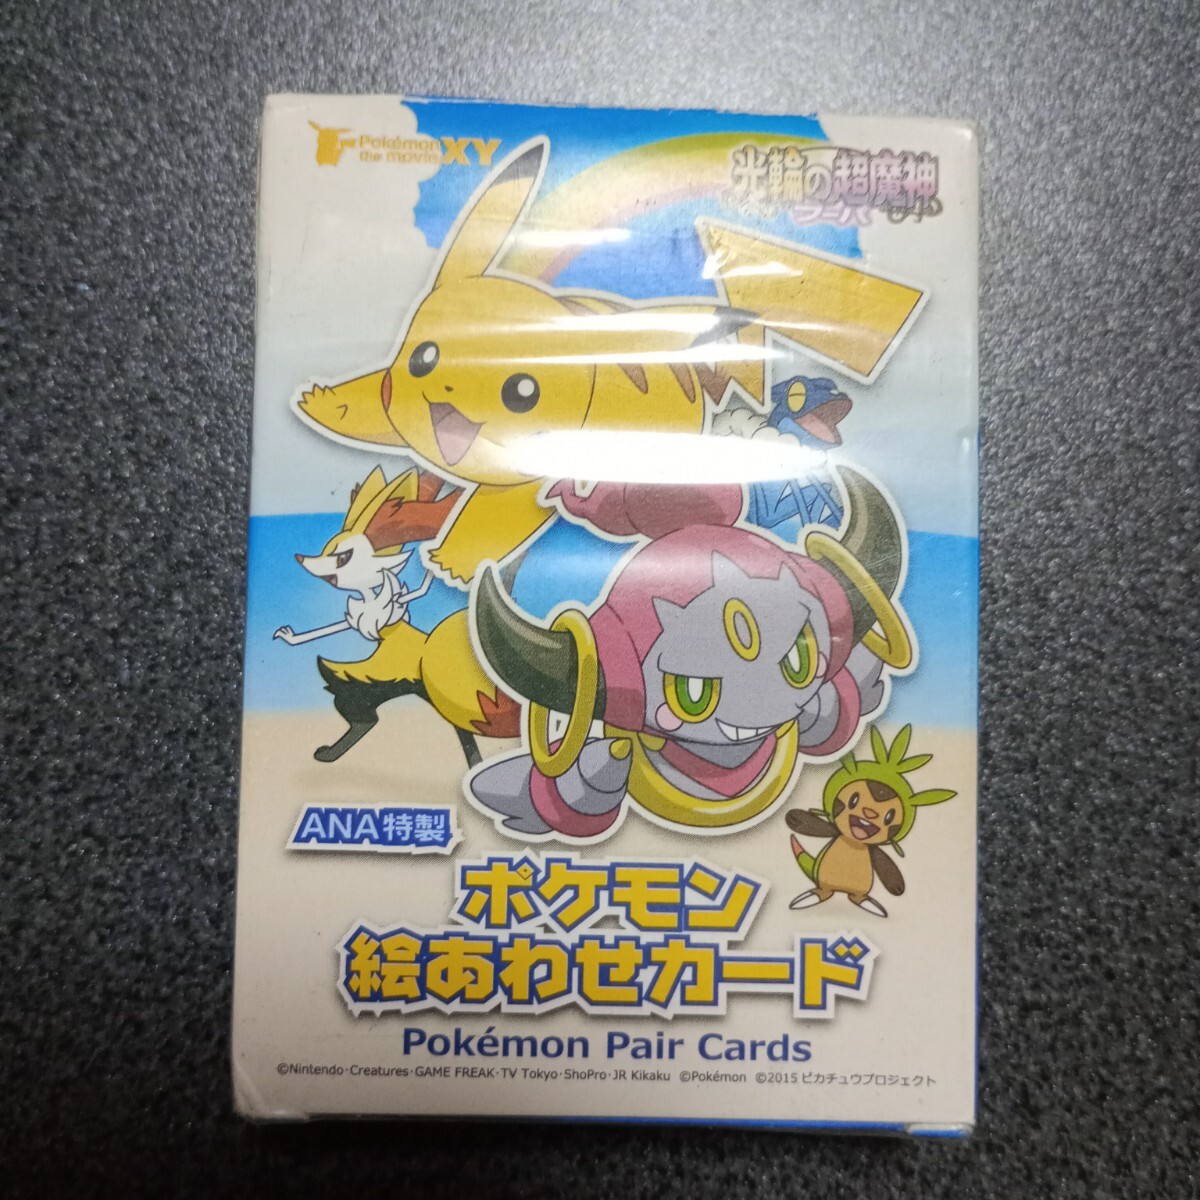 Pokémon
the movie XY
光輪の超魔神
フーパ
ANA特製
ポケモン
絵あわせカード
Pokémon Pair Cards
©Nintendo・Creatures・GAME FREAK・TV Tokyo・ShoPro・JR Kikaku ©Pokémon ©2015 ピカチュウプロジェクト